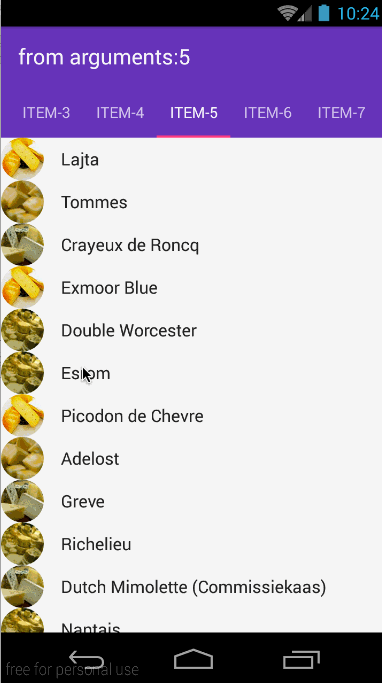 10:24
from arguments:5
ITEM-3 ITEM-4 ITEM-5 ITEM-6 ITEM-7
Lajta
Tommes
Crayeux de Roncq
Exmoor Blue
Double Worcester
Picodon de Chevre
Adelost
Greve
Richelieu
Dutch Mimolette (Commissiekaas)
Nantais
free for personal use